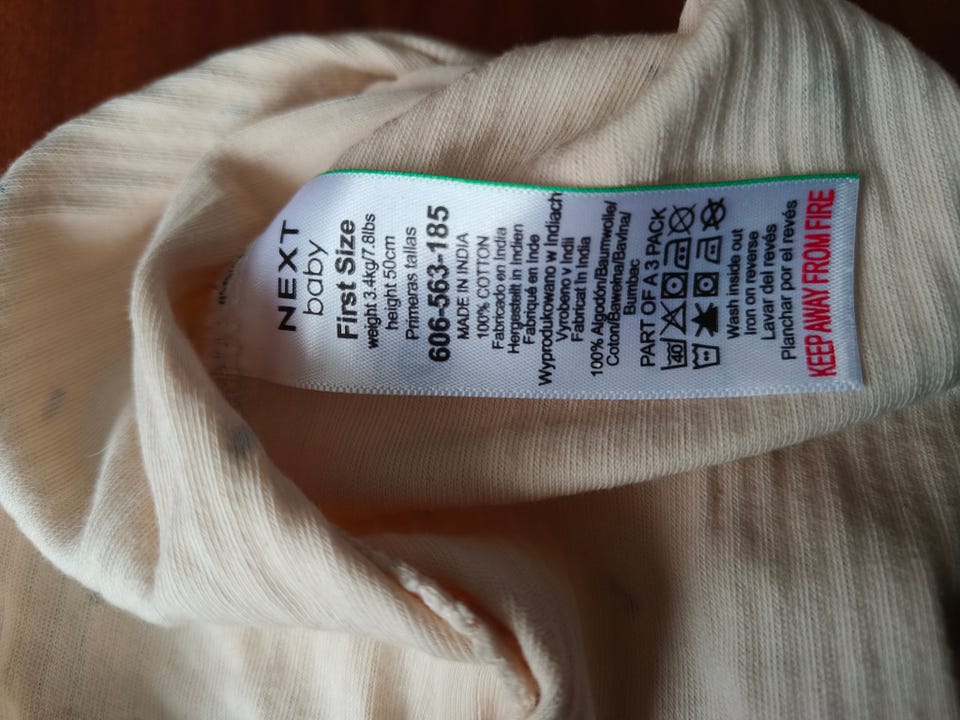 NEXT
baby
First Size
weight 3.4kg/7.8lbs
height 50cm
Primeras tallas
606-563-185
MADE IN INDIA
100% COTTON
Fabricado en India
Hergestellt in Indien
Fabriqué en Inde
Wyprodukowano w Indiach
Vyrobeno v Indii
Fabricat în India
100% Algodón/Baumwolle/
Coton/Bawełna/Bavlna/
Bumbac
PART OF A 3 PACK
40
Wash inside out
Iron on reverse
Lavar del revés
Planchar por el revés
KEEP AWAY FROM FIRE